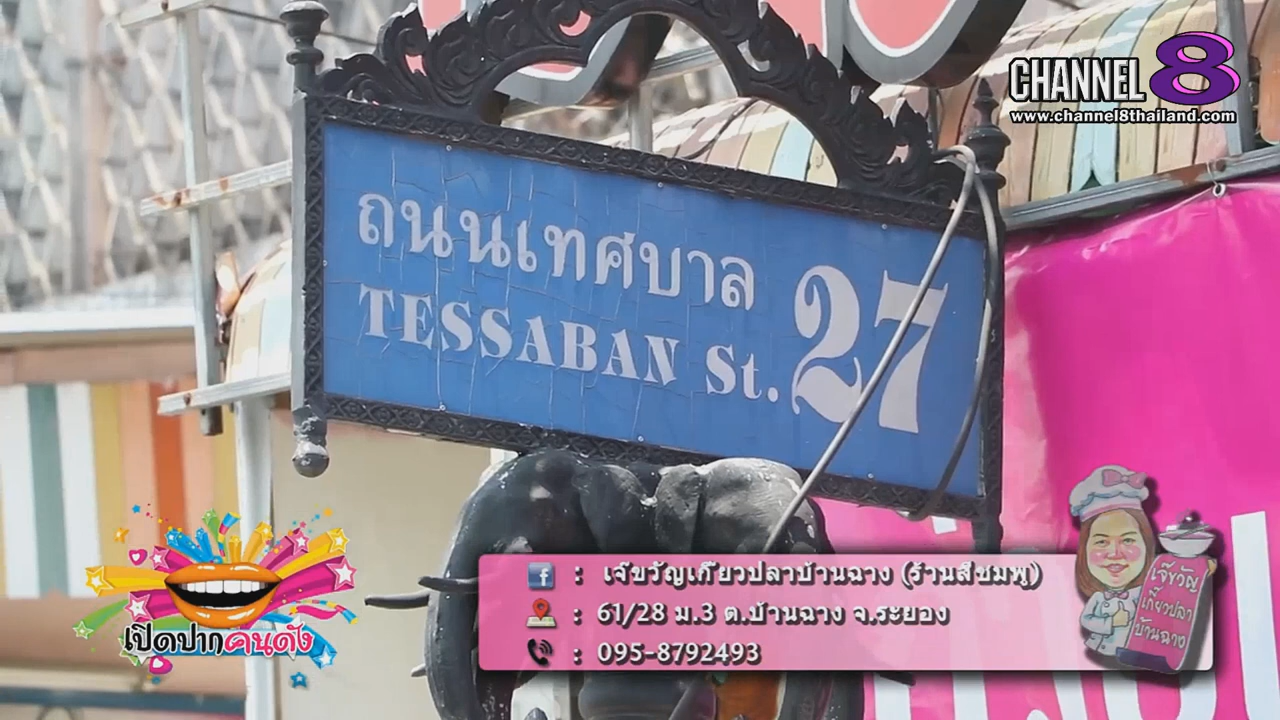 CHANNEL 8
www.channel8thailand.com
ถนนเทศบาล 27
TESSABAN St.
: เจ๊ขวัญเกี๊ยวปลาบ้านฉาง (ร้านสีชมพู)
: 61/28 ม.3 ต.บ้านฉาง จ.ระยอง
: 095-8792493
เจ๊ขวัญ
เกี๊ยวปลา
บ้านฉาง
เปิดปากคนดัง